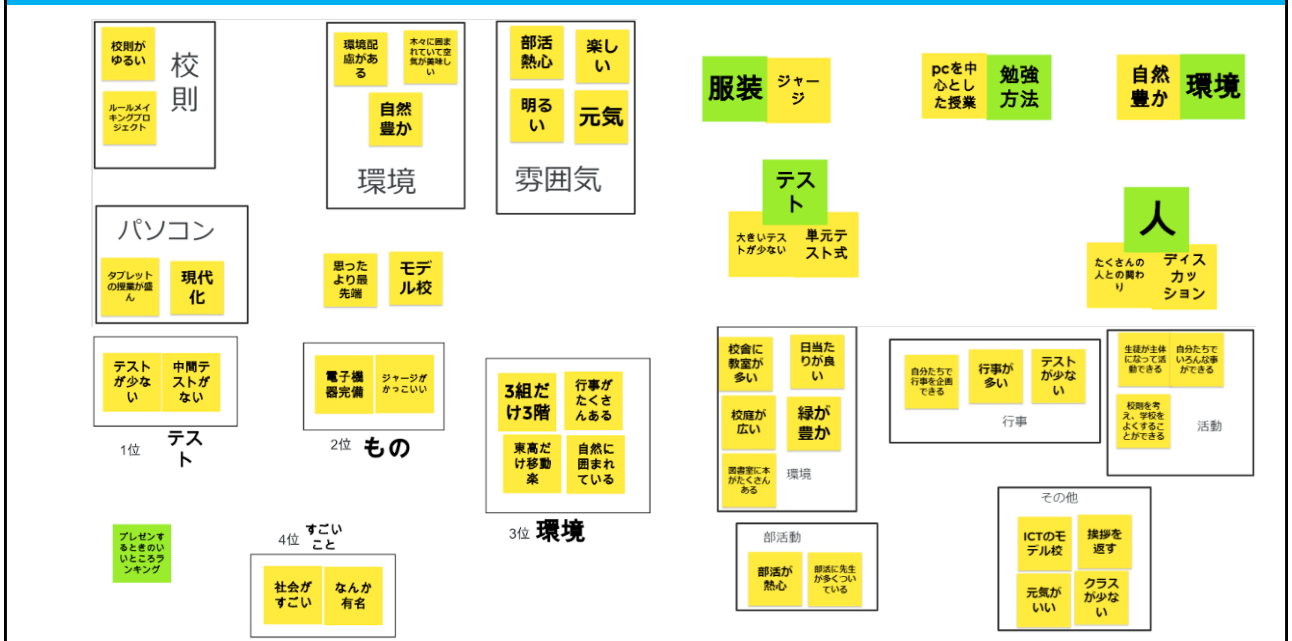 校則が
ゆるい
校
則
ルールメイ
キングプロ
ジェクト
環境配
慮があ
る
木々に囲ま
れていて空
気が美味し
い
自然
豊か
環境
部活
熱心
楽し
い
明る
い
元気
雰囲気
服装
ジャー
ジ
pcを中
心とし
た授業
勉強
方法
自然
豊か
環境
テス
ト
大きいテス
トが少ない
単元テ
スト式
人
たくさんの
人との関わ
り
ディス
カッ
ション
パソコン
タブレット
の授業が盛
ん
現代
化
思った
より最
先端
モデ
ル校
テスト
が少な
い
中間テ
ストが
ない
1位
テス
ト
電子機
器完備
ジャージが
かっこいい
2位
もの
3組だ
け3階
行事が
たくさ
んある
東高だ
け移動
楽
自然に
囲まれ
ている
3位
環境
プレゼンす
るときのい
いところラ
ンキング
4位
すごい
こと
社会が
すごい
なんか
有名
校舎に
教室が
多い
日当た
りが良
い
校庭が
広い
緑が
豊か
図書室に本
がたくさん
ある
環境
自分たちで
行事を企画
できる
行事が
多い
テスト
が少な
い
行事
生徒が主体
になって活
動できる
自分たちで
いろんな事
ができる
校則を考
え、学校を
よくするこ
とができる
活動
部活動
部活が
熱心
部活に先生
が多くつい
ている
その他
ICTのモ
デル校
挨拶を
返す
元気が
いい
クラス
が少な
い